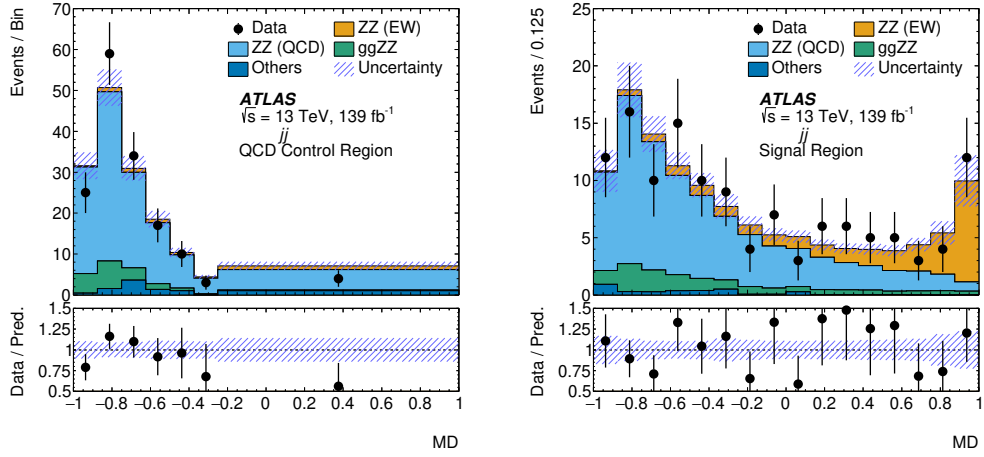 Events / Bin
70
60
50
40
30
20
10
0
Data
ZZ (EW)
ZZ (QCD)
ggZZ
Others
Uncertainty
ATLAS
√s = 13 TeV, 139 fb⁻¹
jj
QCD Control Region
Data / Pred.
1.5
1.25
1
0.75
0.5
−1 −0.8 −0.6 −0.4 −0.2 0 0.2 0.4 0.6 0.8 1
MD
Events / 0.125
25
20
15
10
5
0
Data
ZZ (EW)
ZZ (QCD)
ggZZ
Others
Uncertainty
ATLAS
√s = 13 TeV, 139 fb⁻¹
jj
Signal Region
Data / Pred.
1.5
1.25
1
0.75
0.5
−1 −0.8 −0.6 −0.4 −0.2 0 0.2 0.4 0.6 0.8 1
MD